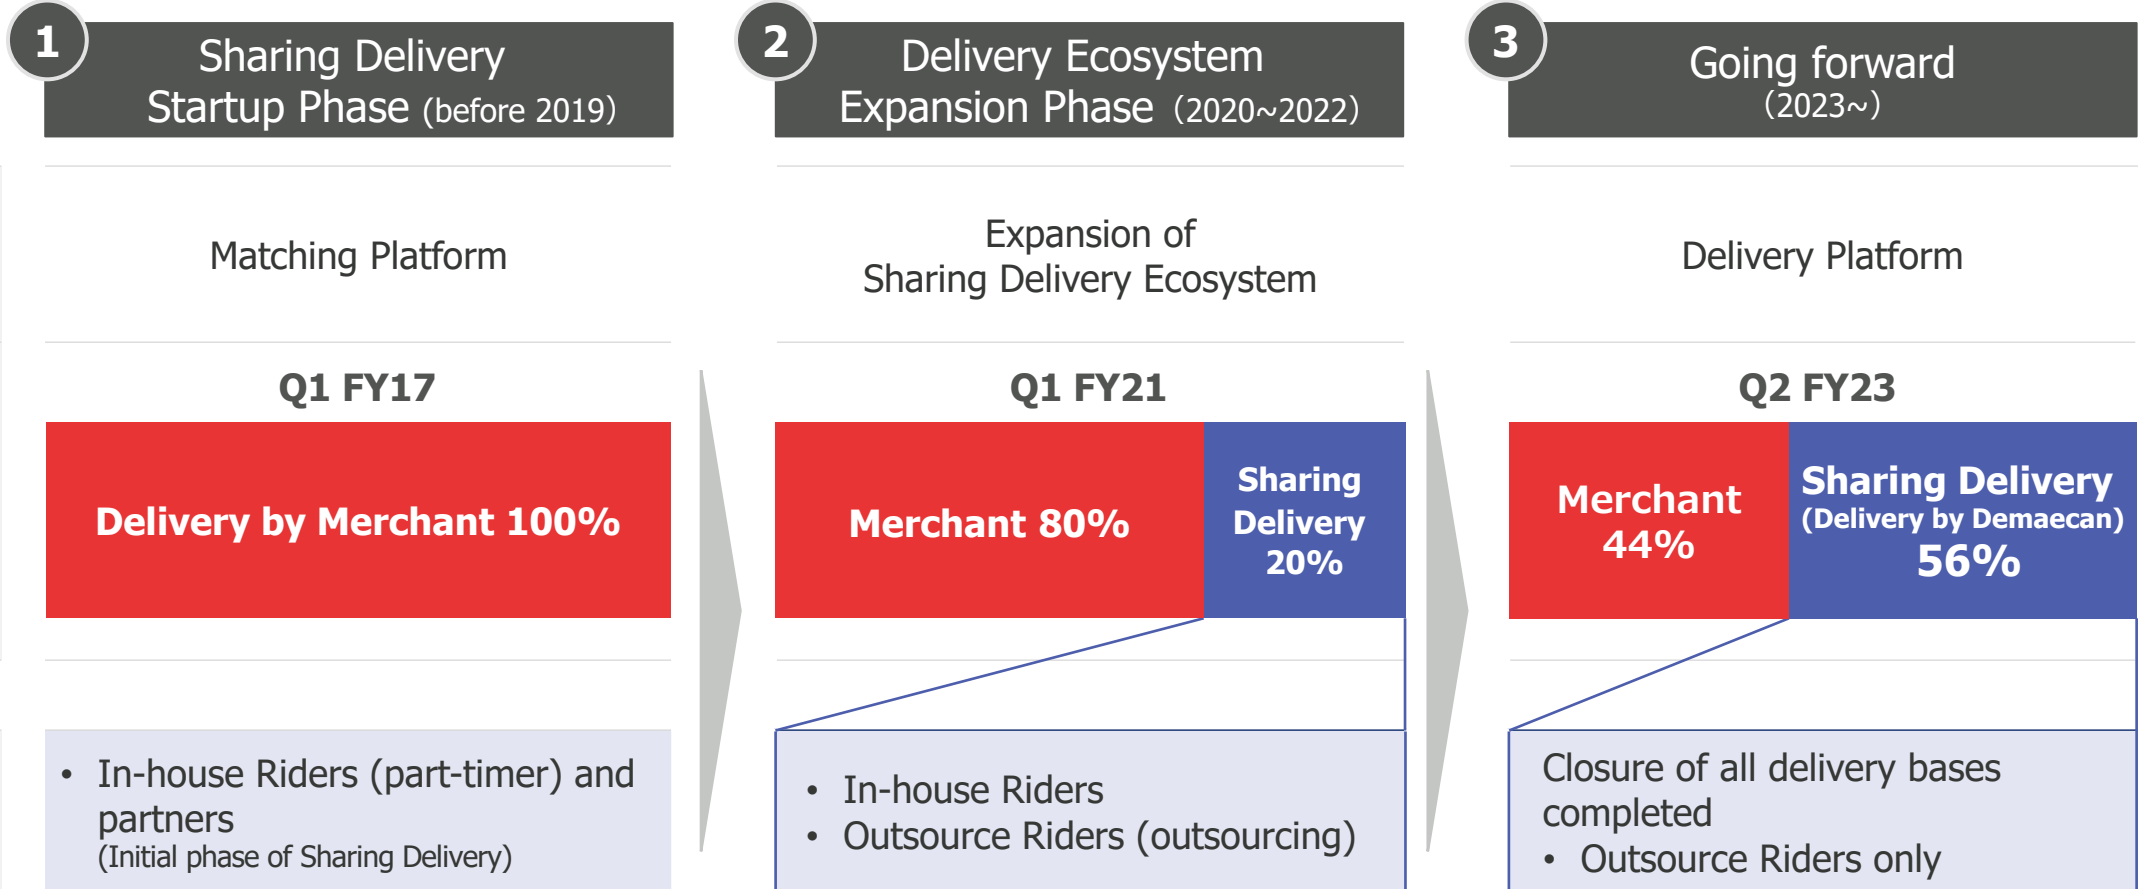 1
Sharing Delivery
Startup Phase (before 2019)
2
Delivery Ecosystem
Expansion Phase (2020~2022)
3
Going forward
(2023~)
Matching Platform
Expansion of
Sharing Delivery Ecosystem
Delivery Platform
Q1 FY17
Delivery by Merchant 100%
Q1 FY21
Merchant 80%
Sharing
Delivery
20%
Q2 FY23
Merchant
44%
Sharing Delivery
(Delivery by Demaecan)
56%
• In-house Riders (part-timer) and
partners
(Initial phase of Sharing Delivery)
• In-house Riders
• Outsource Riders (outsourcing)
Closure of all delivery bases
completed
• Outsource Riders only